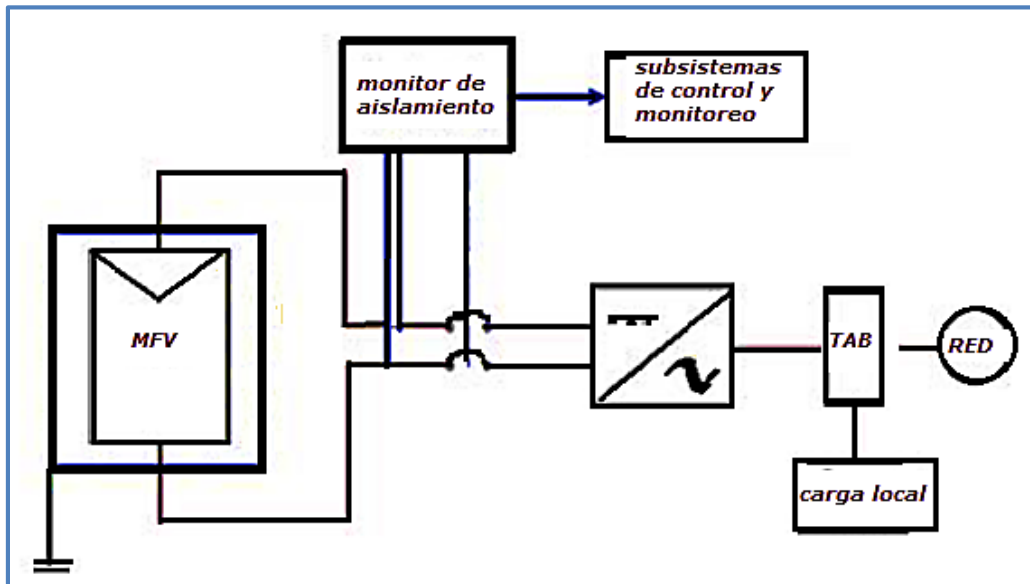 monitor de
aislamiento
subsistemas
de control y
monitoreo
MFV
TAB
RED
carga local